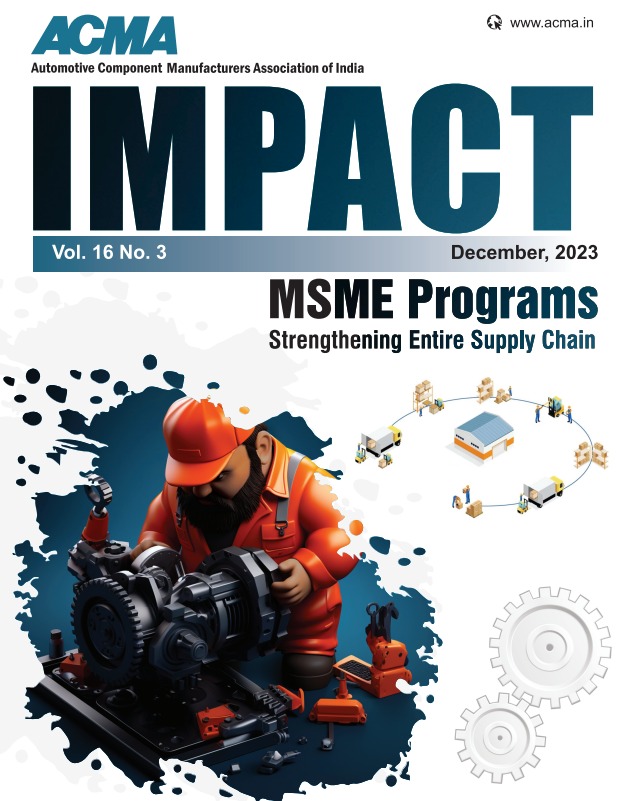 ACMA
www.acma.in
Automotive Component Manufacturers Association of India
IMPACT
Vol. 16 No. 3
December, 2023
MSME Programs
Strengthening Entire Supply Chain